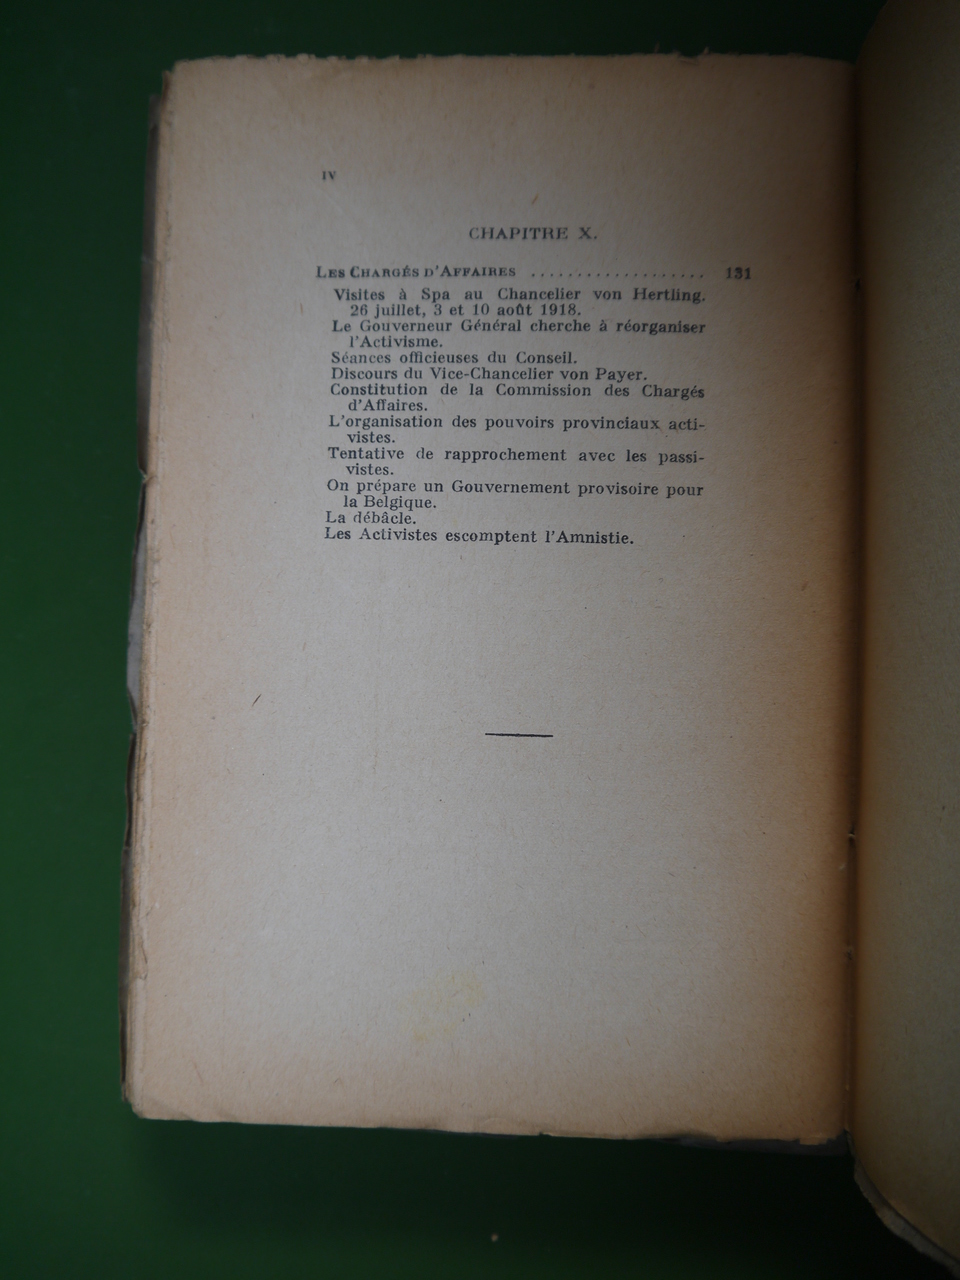 IV
CHAPITRE X.
LES CHARGÉS D'AFFAIRES .................. 131
Visites à Spa au Chancelier von Hertling,
26 juillet, 3 et 10 août 1918.
Le Gouverneur Général cherche à réorganiser
l'Activisme.
Séances officieuses du Conseil.
Discours du Vice-Chancelier von Payer.
Constitution de la Commission des Chargés
d'Affaires.
L'organisation des pouvoirs provinciaux acti-
vistes.
Tentative de rapprochement avec les passi-
vistes.
On prépare un Gouvernement provisoire pour
la Belgique.
La débâcle.
Les Activistes escomptent l'Amnistie.